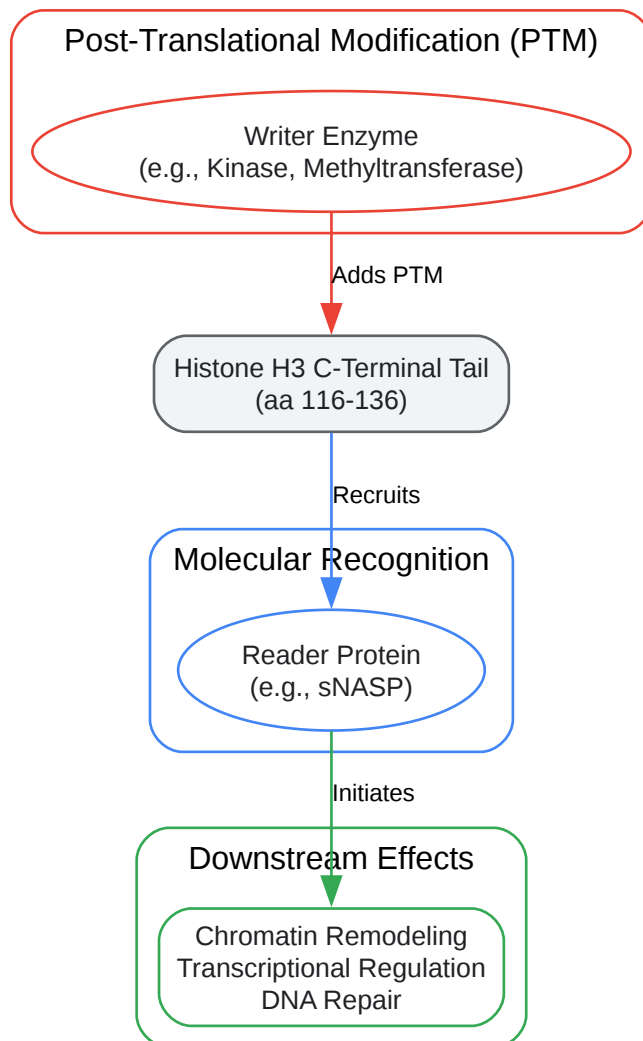 Post-Translational Modification (PTM)
Writer Enzyme
(e.g., Kinase, Methyltransferase)
Adds PTM
Histone H3 C-Terminal Tail
(aa 116-136)
Recruits
Molecular Recognition
Reader Protein
(e.g., sNASP)
Initiates
Downstream Effects
Chromatin Remodeling
Transcriptional Regulation
DNA Repair